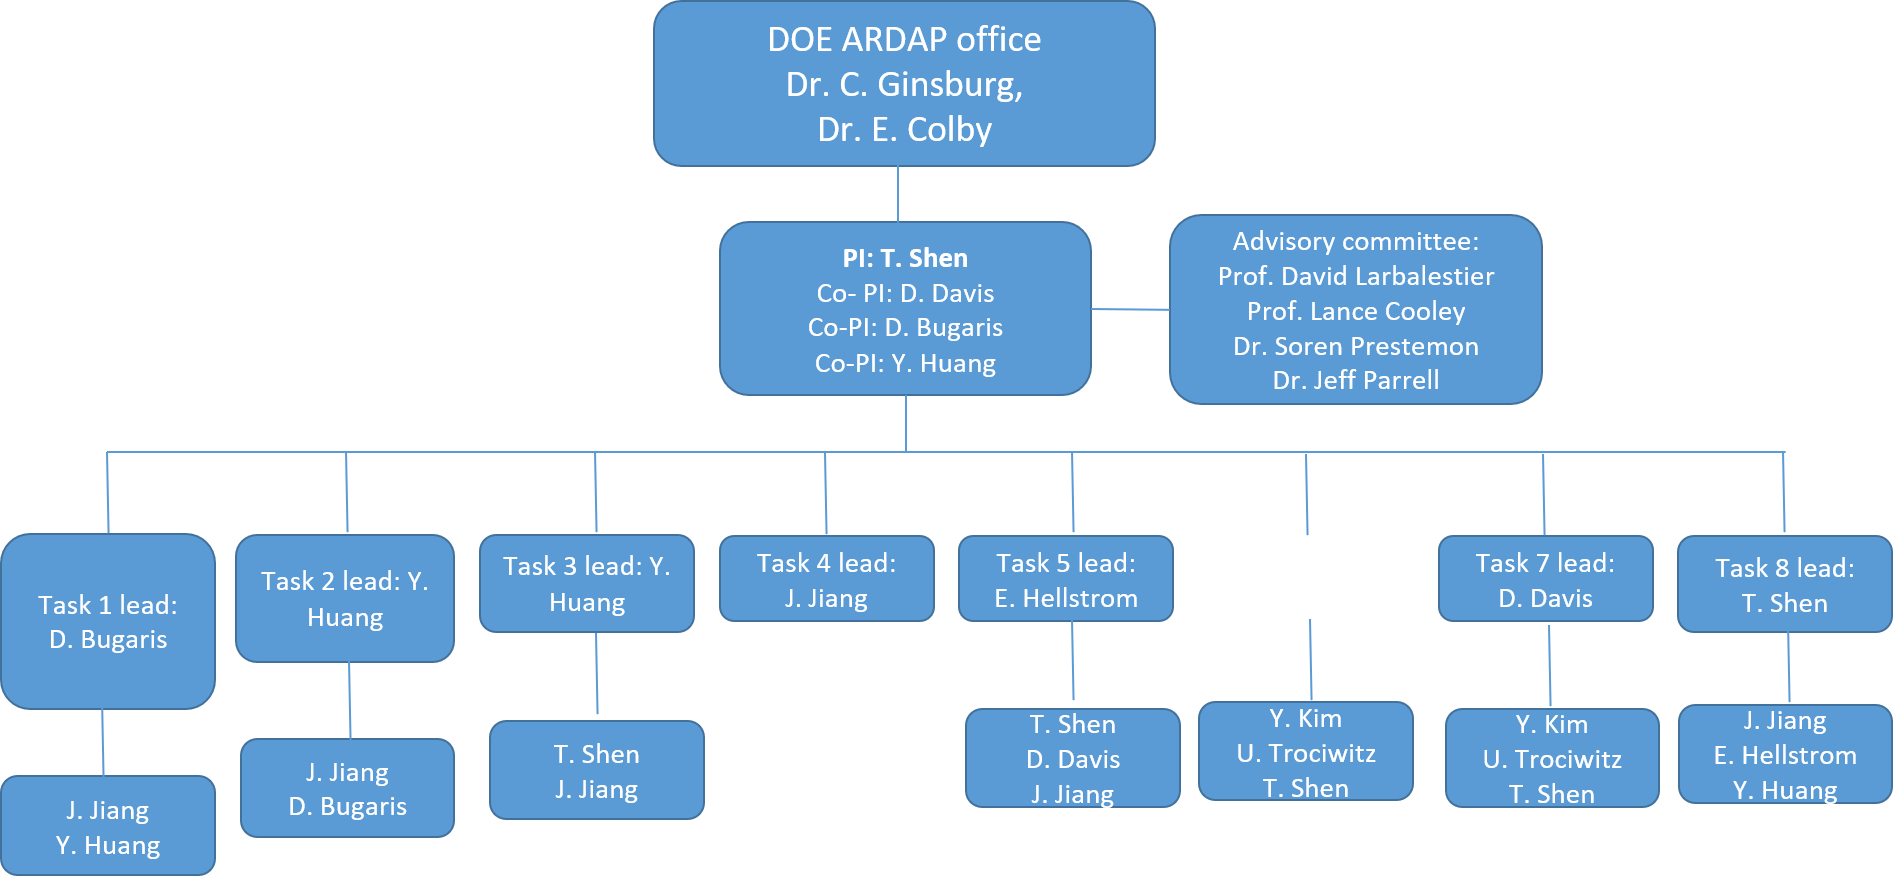 DOE ARDAP office
Dr. C. Ginsburg,
Dr. E. Colby
PI: T. Shen
Co- PI: D. Davis
Co-PI: D. Bugaris
Co-PI: Y. Huang
Advisory committee:
Prof. David Larbalestier
Prof. Lance Cooley
Dr. Soren Prestemon
Dr. Jeff Parrell
Task 1 lead:
D. Bugaris
Task 2 lead: Y.
Huang
Task 3 lead: Y.
Huang
Task 4 lead:
J. Jiang
Task 5 lead:
E. Hellstrom
Task 7 lead:
D. Davis
Task 8 lead:
T. Shen
J. Jiang
Y. Huang
J. Jiang
D. Bugaris
T. Shen
J. Jiang
T. Shen
D. Davis
J. Jiang
Y. Kim
U. Trociwitz
T. Shen
Y. Kim
U. Trociwitz
T. Shen
J. Jiang
E. Hellstrom
Y. Huang